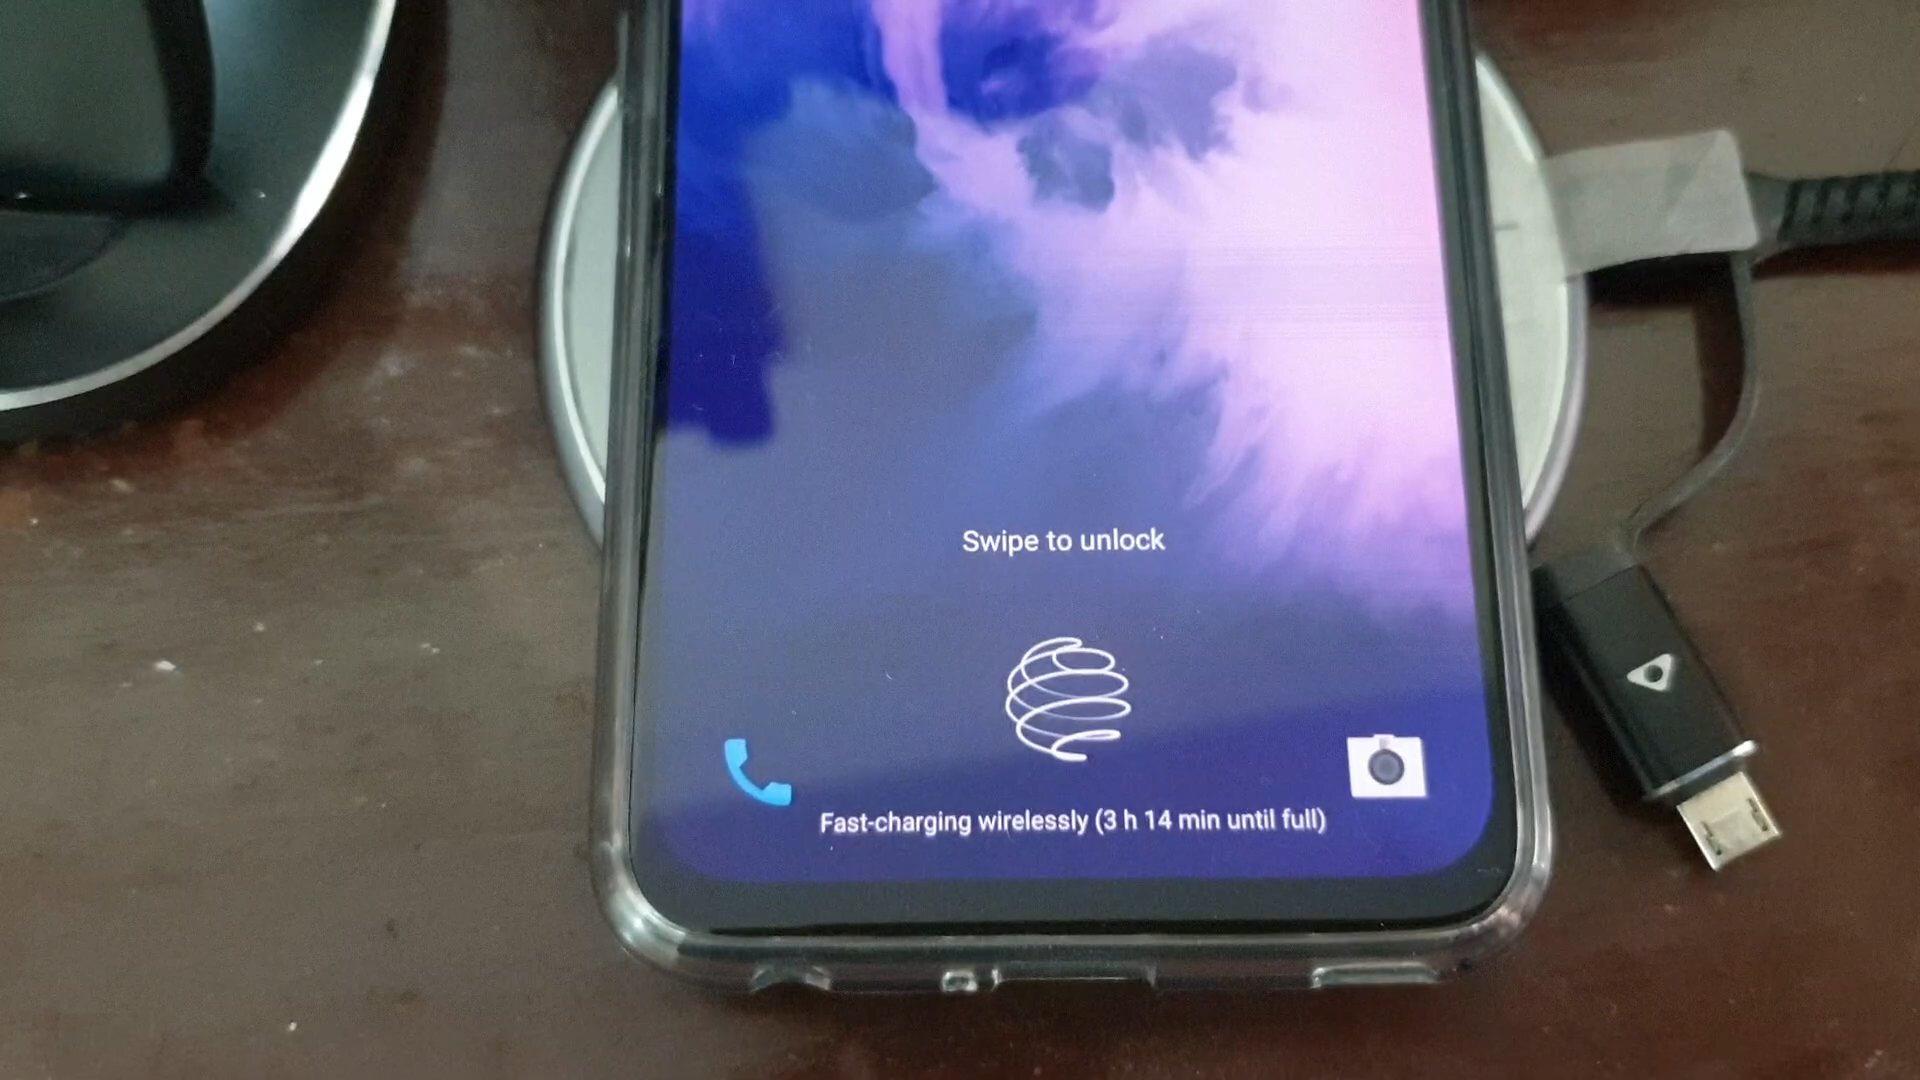 Swipe to unlock
Fast-charging wirelessly (3 h 14 min until full)